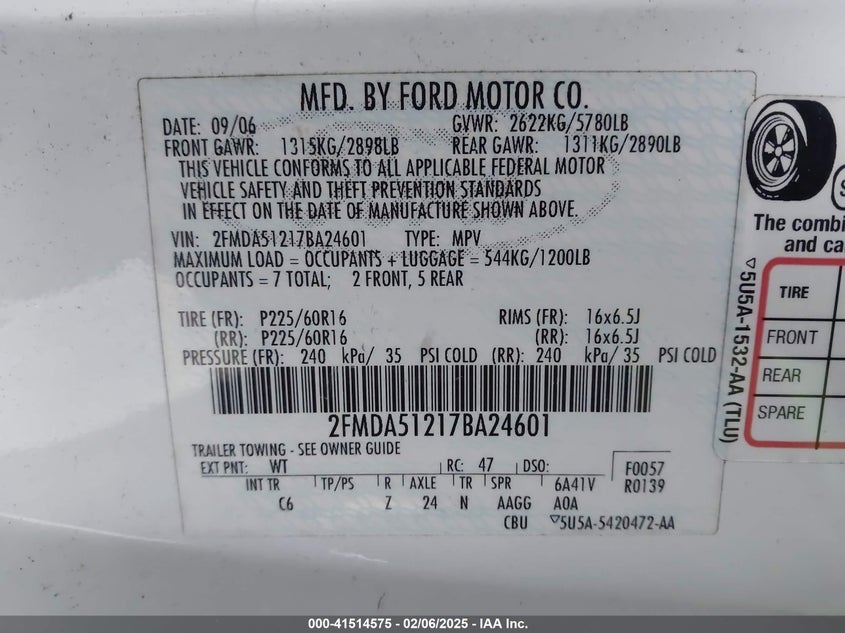 MFD. BY FORD MOTOR CO.
DATE: 09/06 GVWR: 2622KG/5780LB
FRONT GAWR: 1315KG/2898LB REAR GAWR: 1311KG/2890LB
THIS VEHICLE CONFORMS TO ALL APPLICABLE FEDERAL MOTOR
VEHICLE SAFETY AND THEFT PREVENTION STANDARDS
IN EFFECT ON THE DATE OF MANUFACTURE SHOWN ABOVE.
VIN: 2FMDA51217BA24601 TYPE: MPV
MAXIMUM LOAD = OCCUPANTS + LUGGAGE = 544KG/1200LB
OCCUPANTS = 7 TOTAL; 2 FRONT, 5 REAR
TIRE (FR): P225/60R16 RIMS (FR): 16x6.5J
(RR): P225/60R16 (RR): 16x6.5J
PRESSURE (FR): 240 kPa/ 35 PSI COLD (RR): 240 kPa/ 35 PSI COLD
2FMDA51217BA24601
TRAILER TOWING - SEE OWNER GUIDE
EXT PNT: WT RC: 47 DSO: F0057
INT TR TP/PS R AXLE TR SPR 6A41V R0139
C6 Z 24 N AAGG A0A
CBU ▽5U5A-5420472-AA
The combi
and ca
TIRE
FRONT
REAR
SPARE
▽5U5A-1532-AA (TLU)
000-41514575 - 02/06/2025 - IAA Inc.